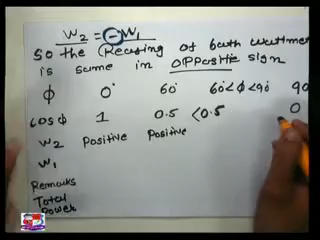 W₂ = -W₁
So the Reading of both wattme
is same in opposite sign
ϕ 0° 60° 60°<ϕ<90 90
cosϕ 1 0.5 <0.5 0
W₂ Positive Positive
W₁
Remarks
Total
Power